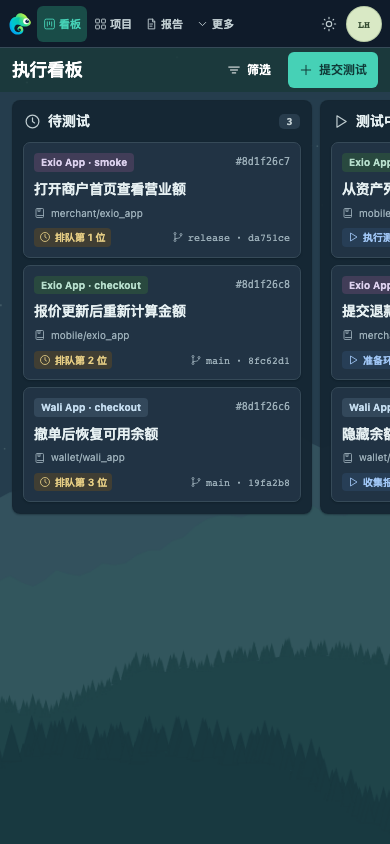 看板 项目 报告 更多 LH
执行看板 筛选 提交测试
待测试 3
Exio App · smoke #8d1f26c7
打开商户首页查看营业额
merchant/exio_app
排队第 1 位 release • da751ce
Exio App · checkout #8d1f26c8
报价更新后重新计算金额
mobile/exio_app
排队第 2 位 main • 8fc62d1
Wali App · checkout #8d1f26c6
撤单后恢复可用余额
wallet/wali_app
排队第 3 位 main • 19fa2b8
测试中
Exio App
从资产列
mobile
执行测
Exio App
提交退款
merch
准备环
Wali App
隐藏余额
wallet/
收集报